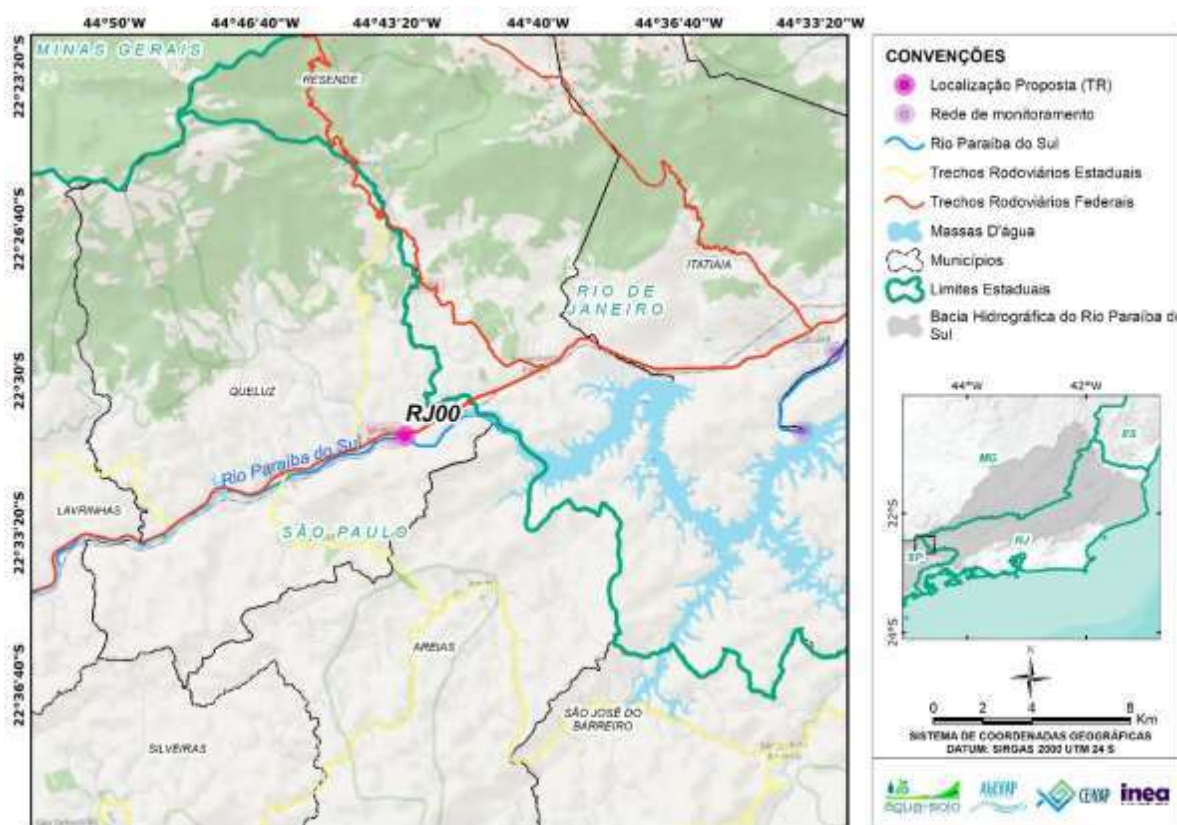 44°50'W 44°46'40"W 44°43'20"W 44°40'W 44°36'40"W 44°33'20"W
22°23'20"S
22°26'40"S
22°30'S
22°33'20"S
22°36'40"S
MINAS GERAIS
RESENDE
ITATIAIA
RIO DE
JANEIRO
QUELUZ
RJ00
Rio Paraíba do Sul
LAVRINHAS
SÃO PAULO
AREIAS
SÃO JOSÉ DO
BARREIRO
SILVEIRAS
CONVENÇÕES
Localização Proposta (TR)
Rede de monitoramento
Rio Paraíba do Sul
Trechos Rodoviários Estaduais
Trechos Rodoviários Federais
Massas D'água
Municípios
Limites Estaduais
Bacia Hidrográfica do Rio Paraíba do
Sul
44°W 42°W
22°S
24°S
MG
ES
SP
RJ
N
0 2 4 8
Km
SISTEMA DE COORDENADAS GEOGRÁFICAS
DATUM: SIRGAS 2000 UTM 24 S
água e solo
AGEVAP
CEIVAP
inea